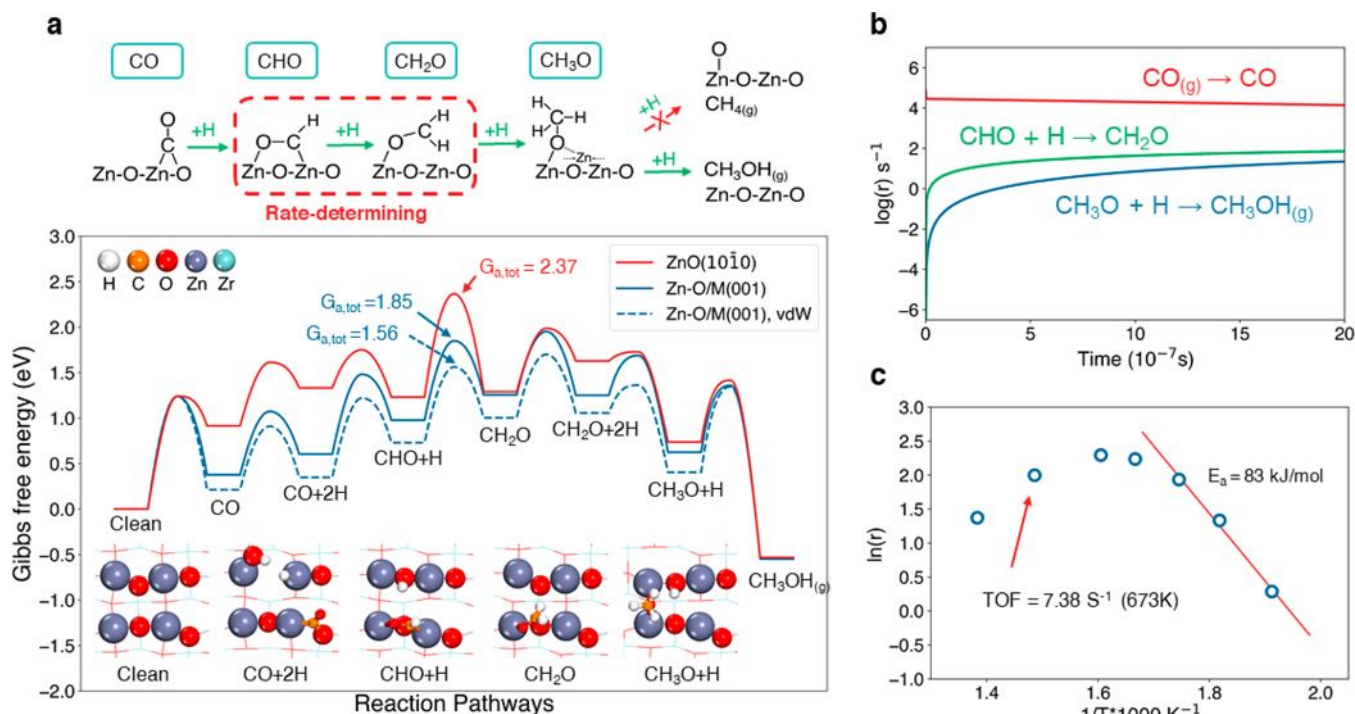 a
CO CHO CH₂O CH₃O
O
C
Zn-O-Zn-O
+H
O H
Zn-O-Zn-O
+H
O H
H
Zn-O-Zn-O
Rate-determining
+H
H
H C H
O
Zn
Zn-O-Zn-O
+H
X
O
Zn-O-Zn-O
CH₄(g)
+H
CH₃OH(g)
Zn-O-Zn-O
Gibbs free energy (eV)
3.0
2.5
2.0
1.5
1.0
0.5
0.0
−0.5
−1.0
−1.5
−2.0
H C O Zn Zr
Gₐ,tot = 2.37
Gₐ,tot =1.85
Gₐ,tot =1.56
ZnO(101̄0)
Zn-O/M(001)
Zn-O/M(001), vdW
Clean
CO
CO+2H
CHO+H
CH₂O
CH₂O+2H
CH₃O+H
CH₃OH(g)
Clean CO+2H CHO+H CH₂O CH₃O+H
Reaction Pathways
b
log(r) s⁻¹
6
4
2
0
−2
−4
−6
CO(g) → CO
CHO + H → CH₂O
CH₃O + H → CH₃OH(g)
0 5 10 15 20
Time (10⁻⁷s)
c
ln(r)
3.0
2.5
2.0
1.5
1.0
0.5
0.0
−0.5
−1.0
Eₐ = 83 kJ/mol
TOF = 7.38 S⁻¹ (673K)
1.4 1.6 1.8 2.0
1/T*1000 K⁻¹